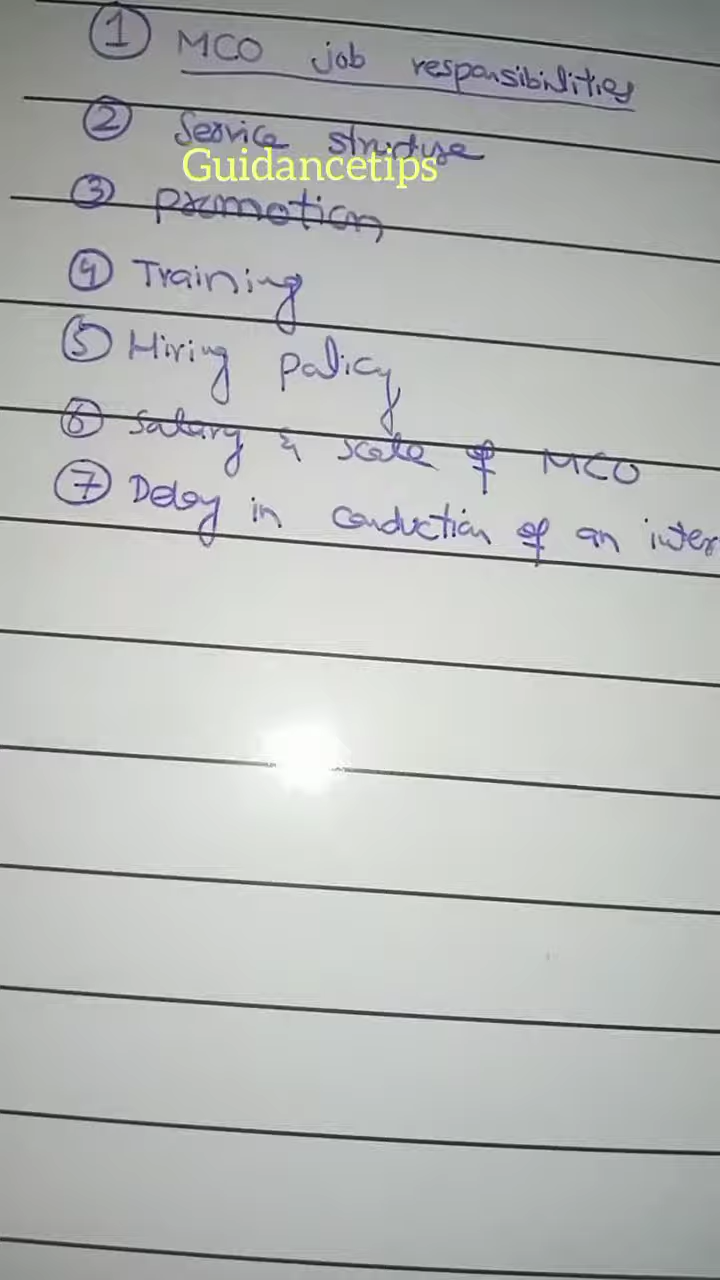 ① MCO job responsibilities
② Service structure
Guidancetips
③ promotion
④ Training
⑤ Hiring policy
⑥ Salary & scale of MCO
⑦ Delay in conduction of an inter